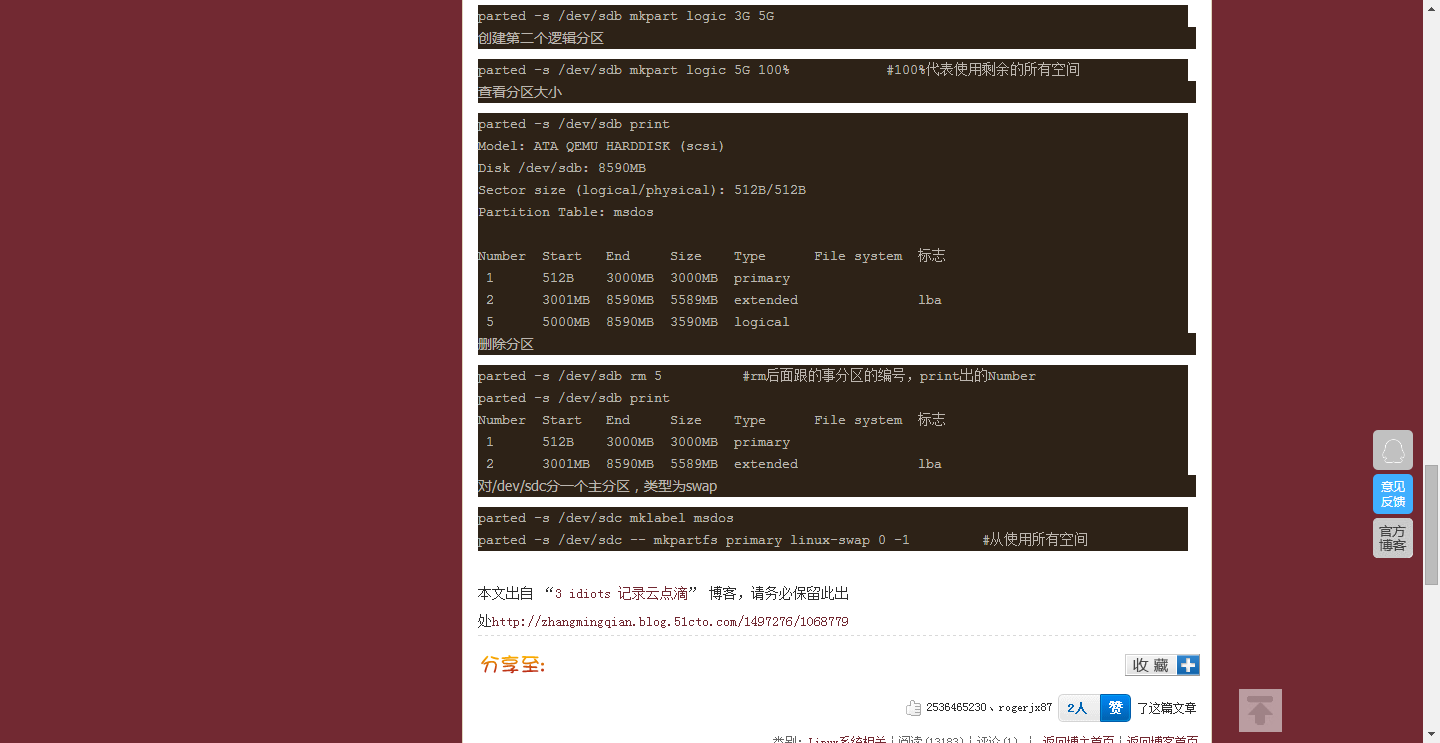 parted -s /dev/sdb mkpart logic 3G 5G
创建第二个逻辑分区
parted -s /dev/sdb mkpart logic 5G 100% #100%代表使用剩余的所有空间
查看分区大小
parted -s /dev/sdb print
Model: ATA QEMU HARDDISK (scsi)
Disk /dev/sdb: 8590MB
Sector size (logical/physical): 512B/512B
Partition Table: msdos
Number Start End Size Type File system 标志
1 512B 3000MB 3000MB primary
2 3001MB 8590MB 5589MB extended lba
5 5000MB 8590MB 3590MB logical
删除分区
parted -s /dev/sdb rm 5 #rm后面跟的事分区的编号，print出的Number
parted -s /dev/sdb print
Number Start End Size Type File system 标志
1 512B 3000MB 3000MB primary
2 3001MB 8590MB 5589MB extended lba
对/dev/sdc分一个主分区，类型为swap
parted -s /dev/sdc mklabel msdos
parted -s /dev/sdc -- mkpartfs primary linux-swap 0 -1 #从使用所有空间
本文出自 “3 idiots 记录云点滴” 博客，请务必保留此出
处http://zhangmingqian.blog.51cto.com/1497276/1068779
分享至:
收藏
2536465230、rogerjx87 2人 赞 了这篇文章
类别：Linux系统相关┆阅读(13183)┆评论(1) ┆ 返回博主首页┆返回博客首页
意见
反馈
官方
博客